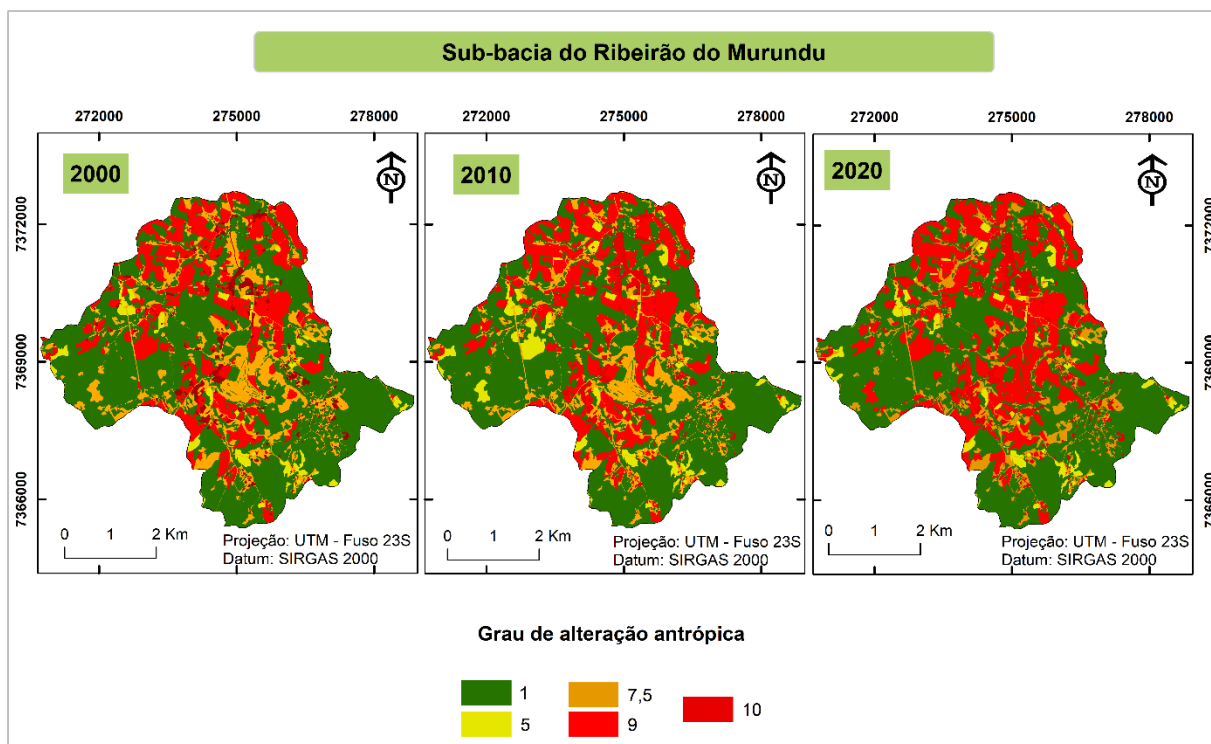 Sub-bacia do Ribeirão do Murundu
272000 275000 278000 272000 275000 278000 272000 275000 278000
2000 N 2010 N 2020 N
7372000 7372000
7369000 7369000
7366000 7366000
0 1 2 Km 0 1 2 Km 0 1 2 Km
Projeção: UTM - Fuso 23S Projeção: UTM - Fuso 23S Projeção: UTM - Fuso 23S
Datum: SIRGAS 2000 Datum: SIRGAS 2000 Datum: SIRGAS 2000
Grau de alteração antrópica
1 7,5 10
5 9